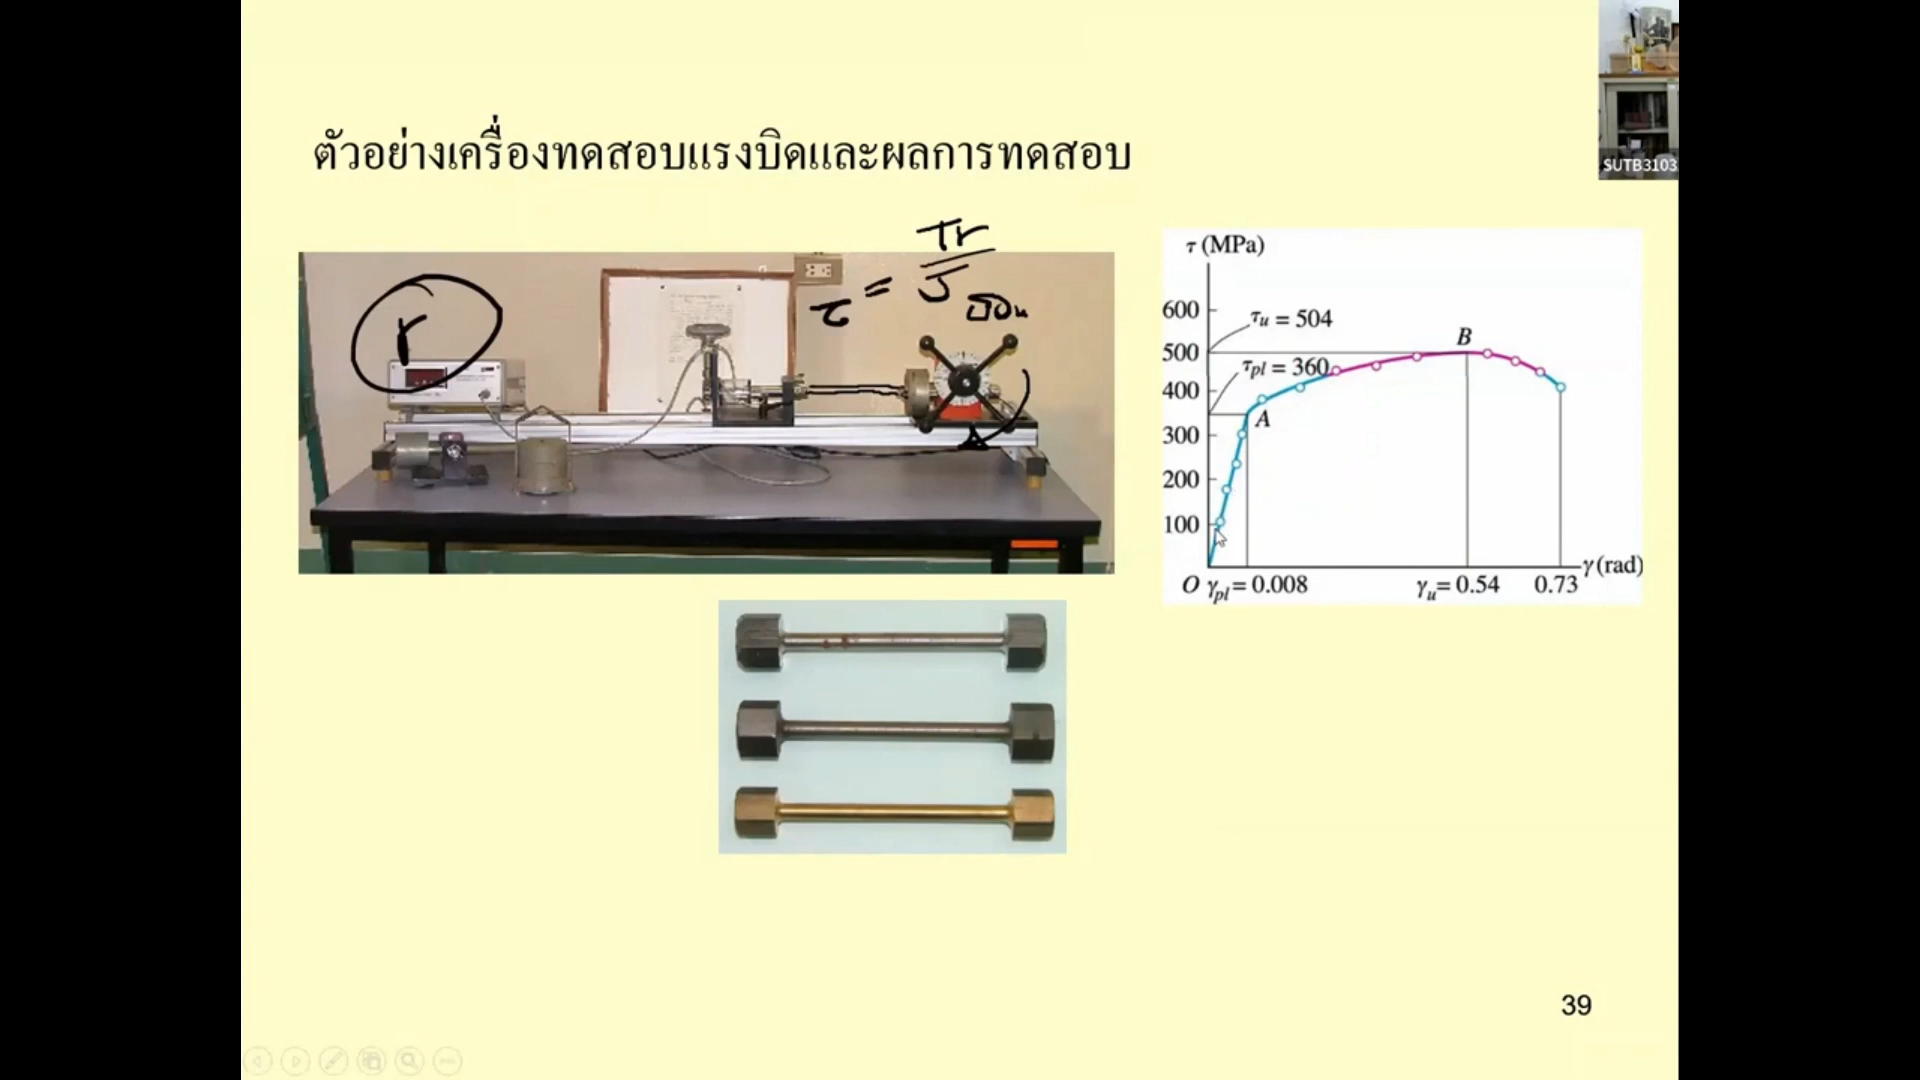 ตัวอย่างเครื่องทดสอบแรงบิดและผลการทดสอบ
SUTB3103
r
τ = Tr/J
τ (MPa)
600
500
400
300
200
100
τu = 504
τpl = 360
A
B
O
γpl = 0.008
γu = 0.54
0.73
γ (rad)
39